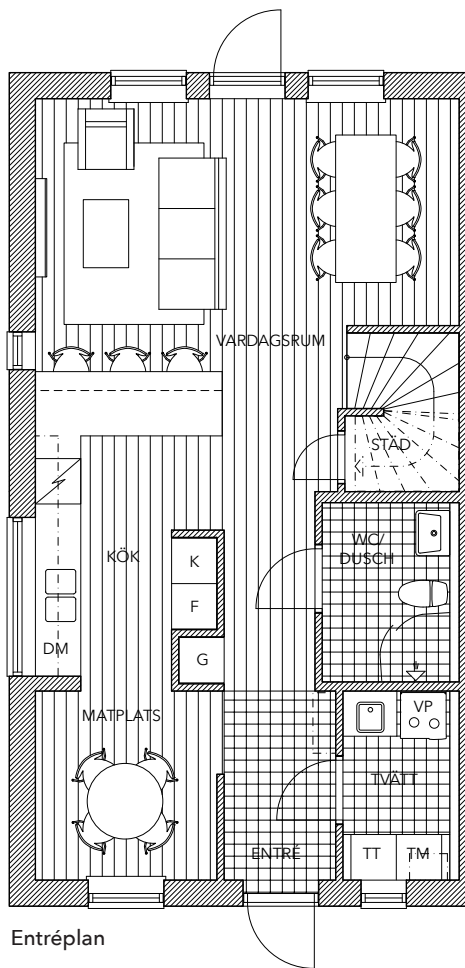 VARDAGSRUM
STÄD
WC/
DUSCH
KÖK
K
F
DM
G
MATPLATS
VP
TVÄTT
ENTRÉ
TT
TM
Entréplan